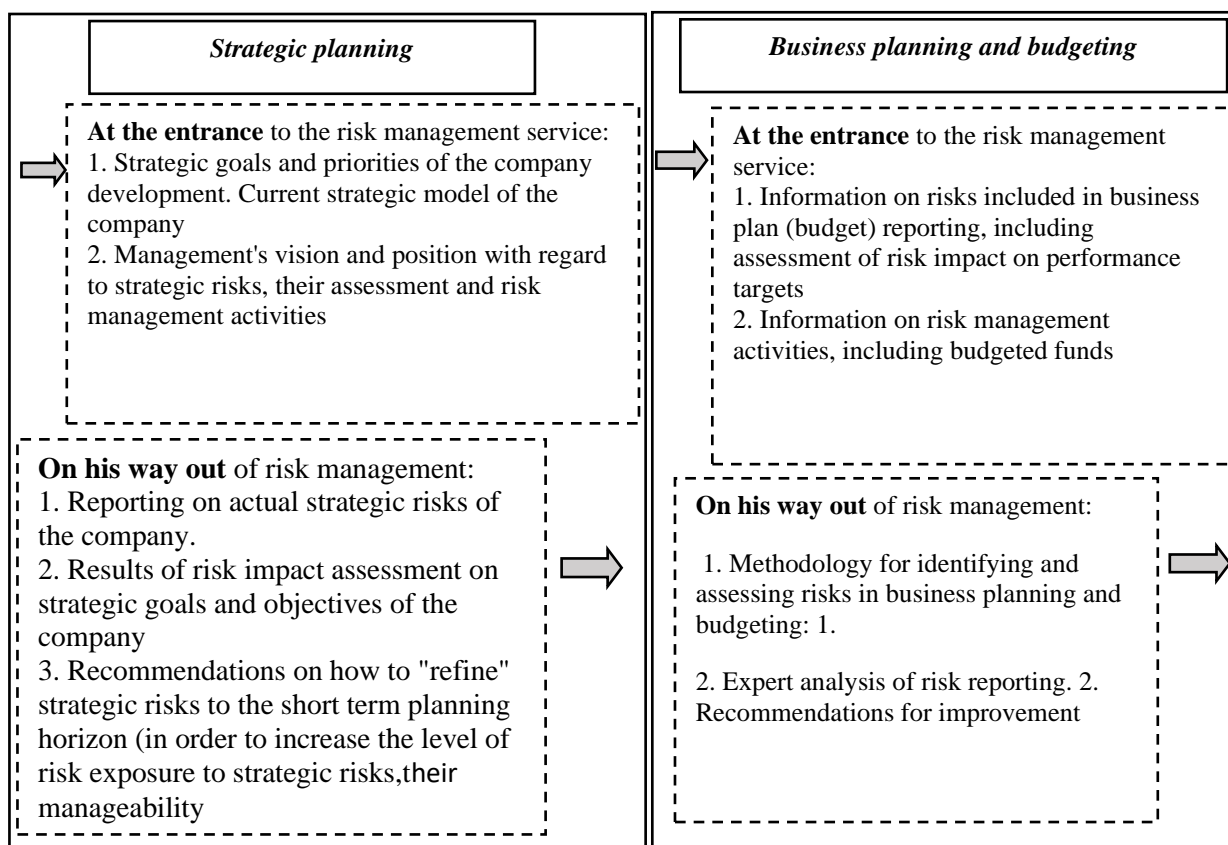 Strategic planning
At the entrance to the risk management service:
1. Strategic goals and priorities of the company
development. Current strategic model of the
company
2. Management's vision and position with regard
to strategic risks, their assessment and risk
management activities
On his way out of risk management:
1. Reporting on actual strategic risks of
the company.
2. Results of risk impact assessment on
strategic goals and objectives of the
company
3. Recommendations on how to "refine"
strategic risks to the short term planning
horizon (in order to increase the level of
risk exposure to strategic risks,their
manageability
Business planning and budgeting
At the entrance to the risk management
service:
1. Information on risks included in business
plan (budget) reporting, including
assessment of risk impact on performance
targets
2. Information on risk management
activities, including budgeted funds
On his way out of risk management:
1. Methodology for identifying and
assessing risks in business planning and
budgeting: 1.
2. Expert analysis of risk reporting. 2.
Recommendations for improvement